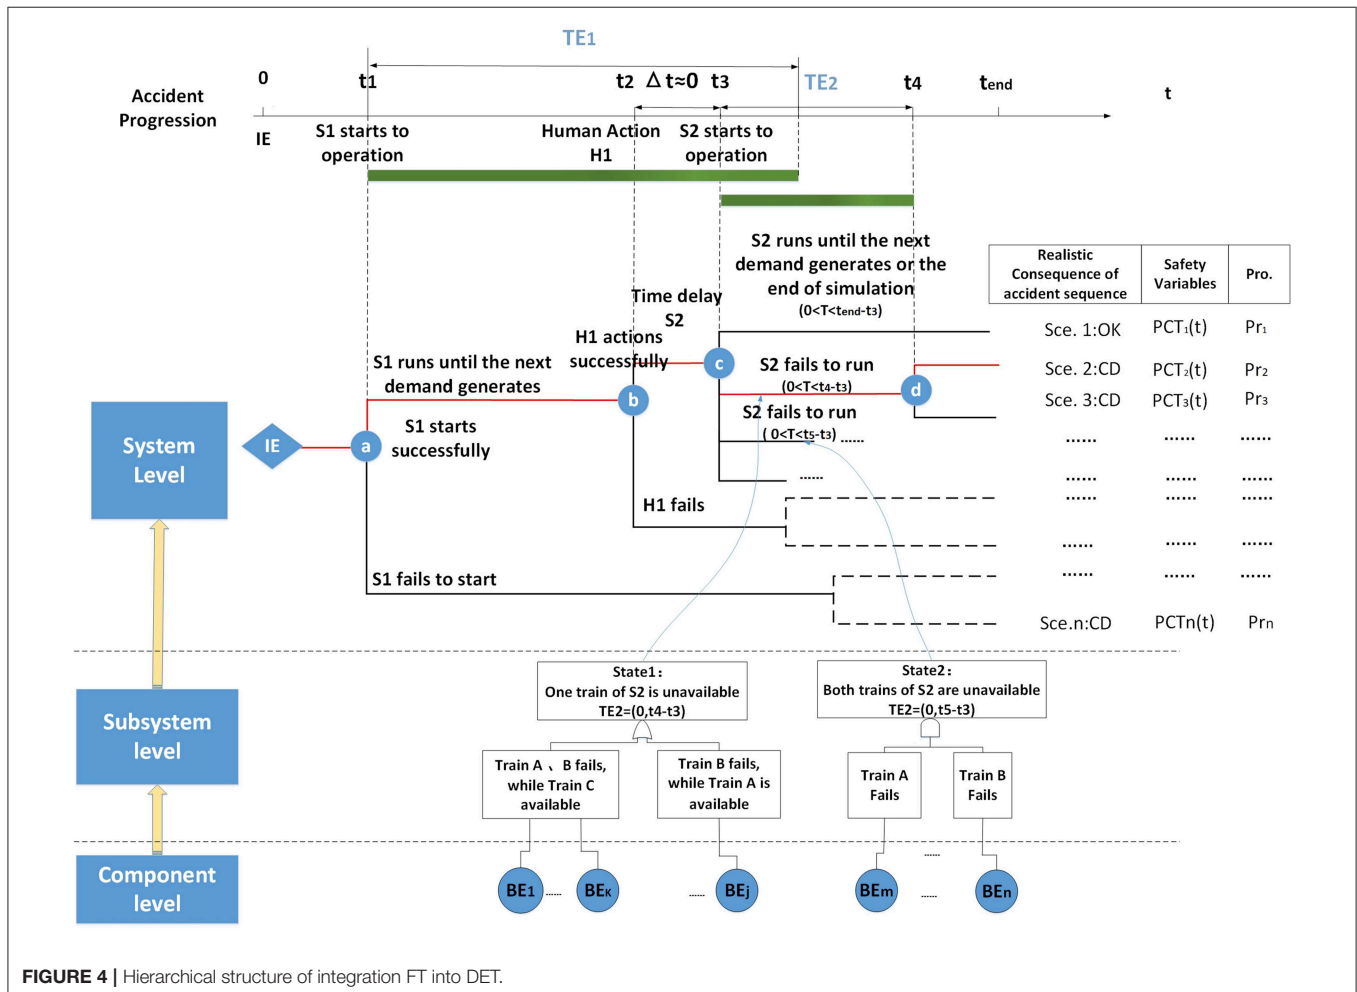 TE1
0
t1
t2
Δ t≈0
t3
TE2
t4
tend
t
Accident
Progression
IE
S1 starts to
operation
Human Action
H1
S2 starts to
operation
S2 runs until the next
demand generates or the
end of simulation
(0<T<tend-t3)
Realistic
Consequence of
accident sequence
Safety
Variables
Pro.
Time delay
S2
H1 actions
successfully
Sce. 1:OK
PCT1(t)
Pr1
S1 runs until the next
demand generates
c
S2 fails to run
(0<T<t4-t3)
d
Sce. 2:CD
PCT2(t)
Pr2
b
Sce. 3:CD
PCT3(t)
Pr3
S2 fails to run
( 0<T<t5-t3)
......
S1 starts
successfully
IE
a
System
Level
......
......
......
......
......
......
......
H1 fails
......
......
......
......
......
......
S1 fails to start
......
......
......
Sce.n:CD
PCTn(t)
Prn
State1:
One train of S2 is unavailable
TE2=(0,t4-t3)
State2:
Both trains of S2 are unavailable
TE2=(0,t5-t3)
Subsystem
level
Train A 、 B fails,
while Train C
available
Train B fails,
while Train A is
available
Train A
Fails
Train B
Fails
Component
level
BE1
......
BEK
......
BEj
BEm
......
......
BEn
FIGURE 4 | Hierarchical structure of integration FT into DET.